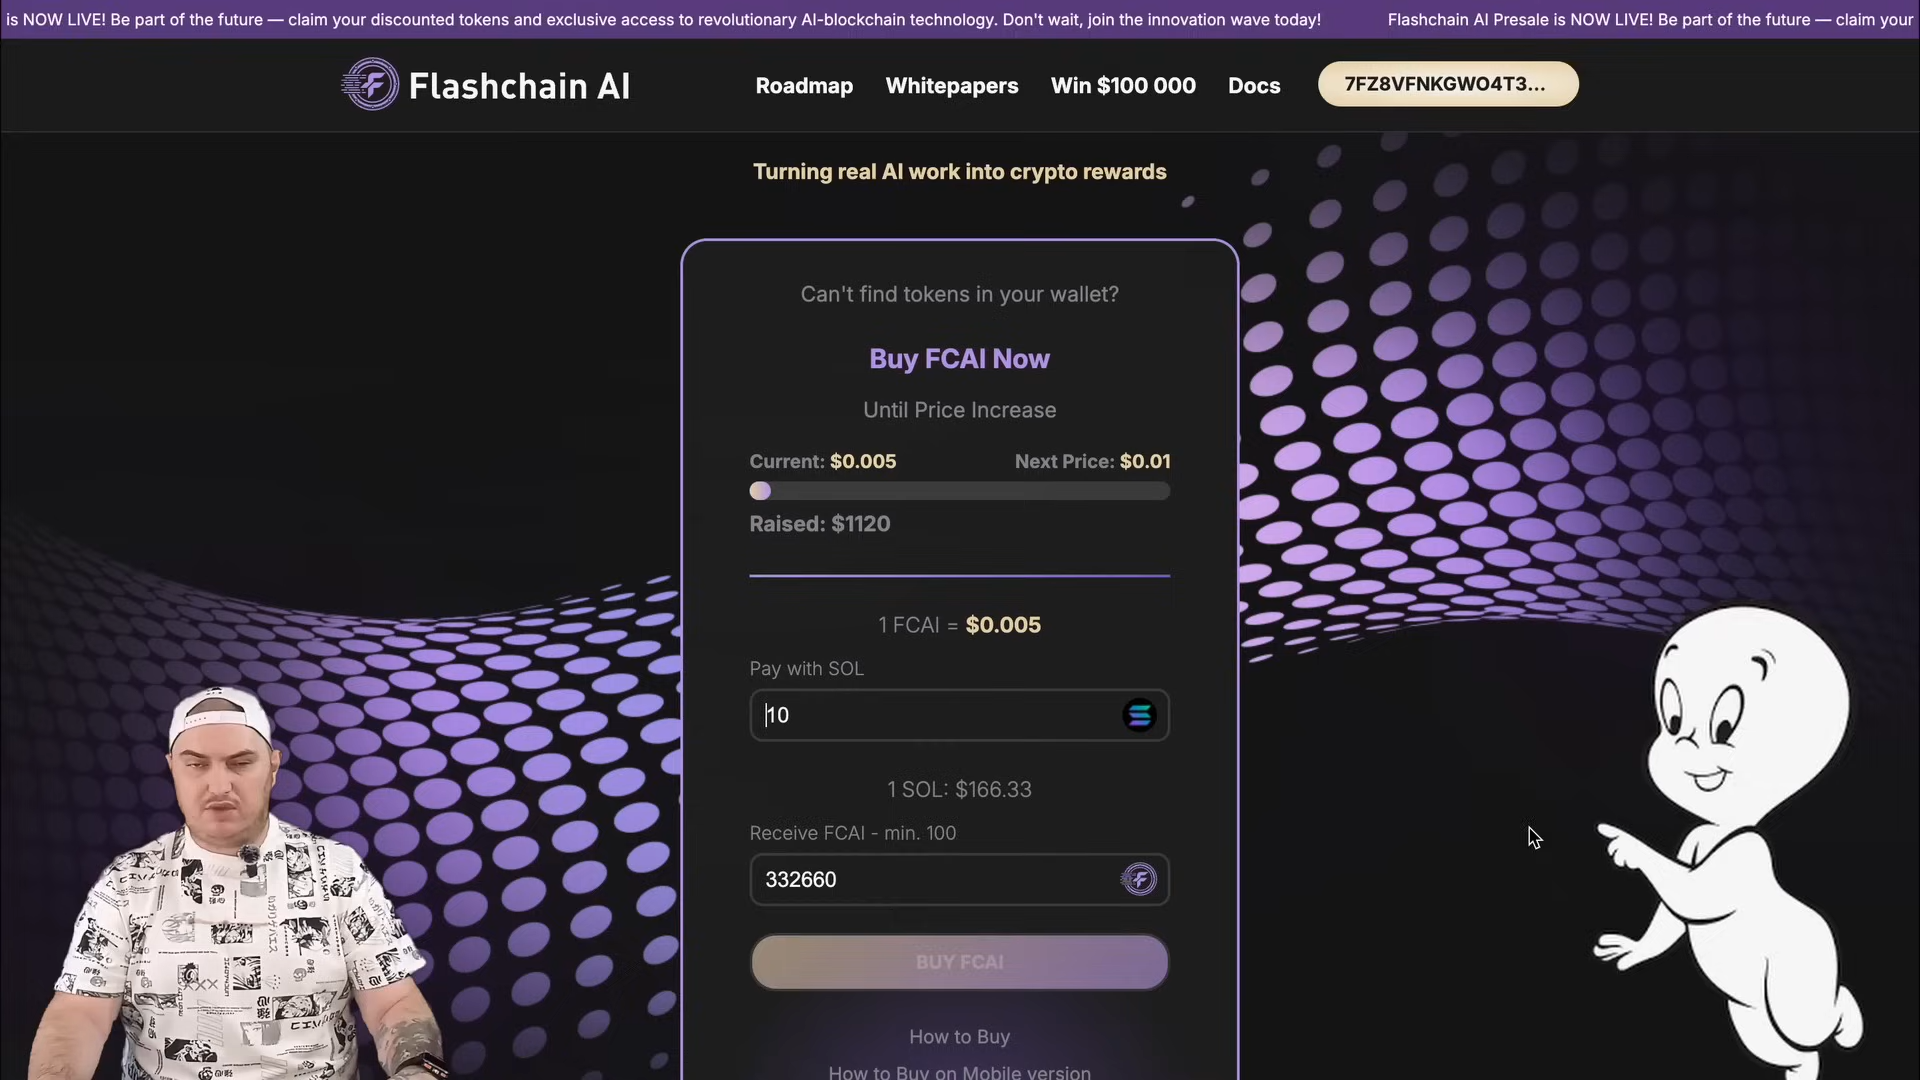 is NOW LIVE! Be part of the future — claim your discounted tokens and exclusive access to revolutionary AI-blockchain technology. Don't wait, join the innovation wave today! Flashchain AI Presale is NOW LIVE! Be part of the future — claim your
Flashchain AI
Roadmap Whitepapers Win $100 000 Docs 7FZ8VFNKGWO4T3...
Turning real AI work into crypto rewards
Can't find tokens in your wallet?
Buy FCAI Now
Until Price Increase
Current: $0.005 Next Price: $0.01
Raised: $1120
1 FCAI = $0.005
Pay with SOL
10
1 SOL: $166.33
Receive FCAI - min. 100
332660
BUY FCAI
How to Buy
How to Buy on Mobile version